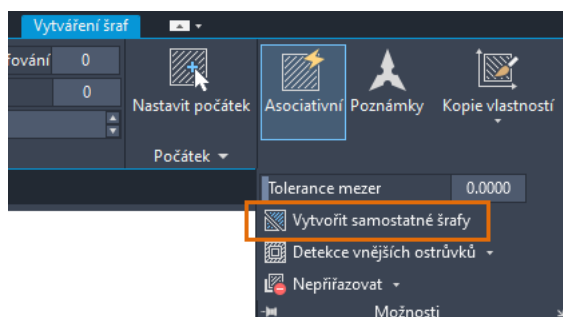 Vytváření šraf
fování 0
0
Nastavit počátek
Počátek
Asociativní
Poznámky
Kopie vlastností
Tolerance mezer 0.0000
Vytvořit samostatné šrafy
Detekce vnějších ostrůvků
Nepřiřazovat
Možnosti